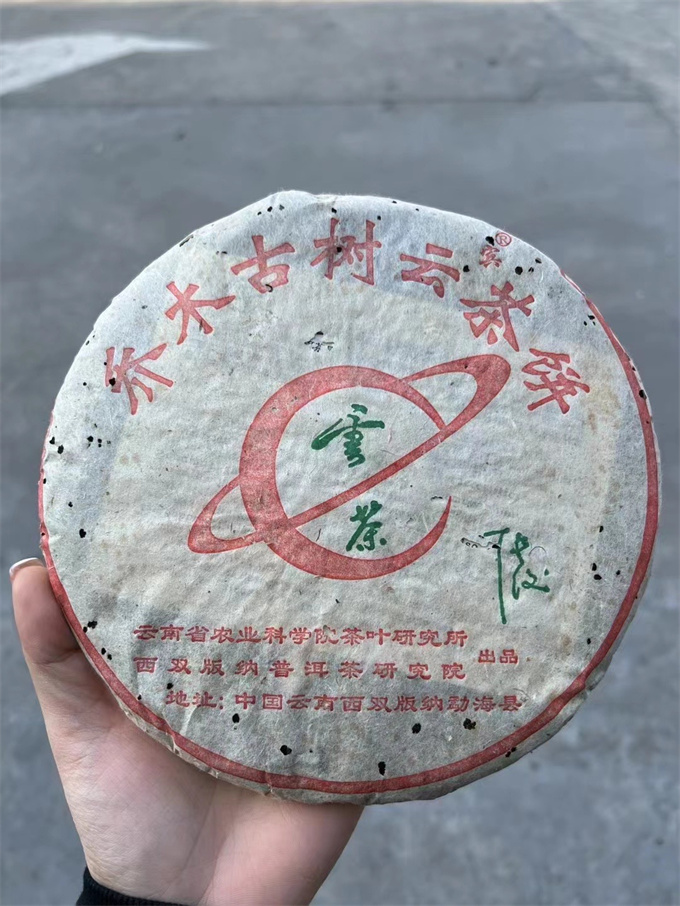 乔木古树云茶饼
®
雲
茶
云南省农业科学院茶叶研究所
西双版纳普洱茶研究院
出品
地址：中国云南西双版纳勐海县